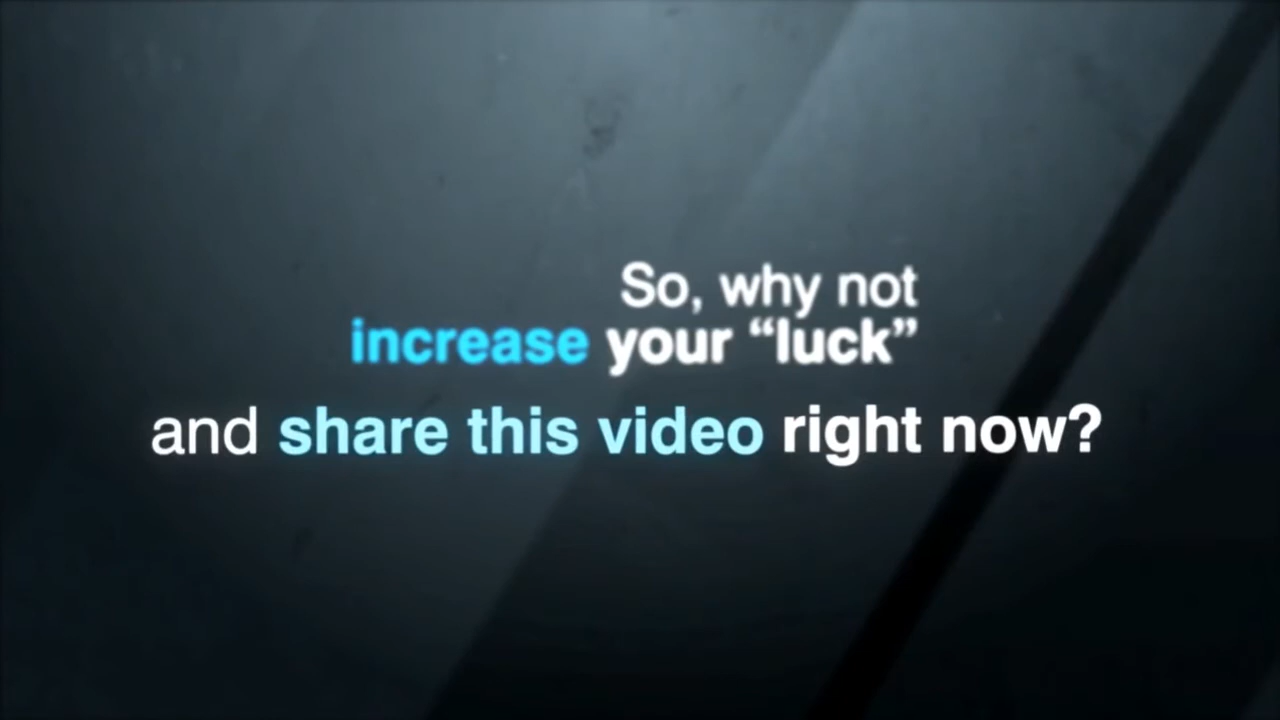 So, why not
increase your “luck”
and share this video right now?